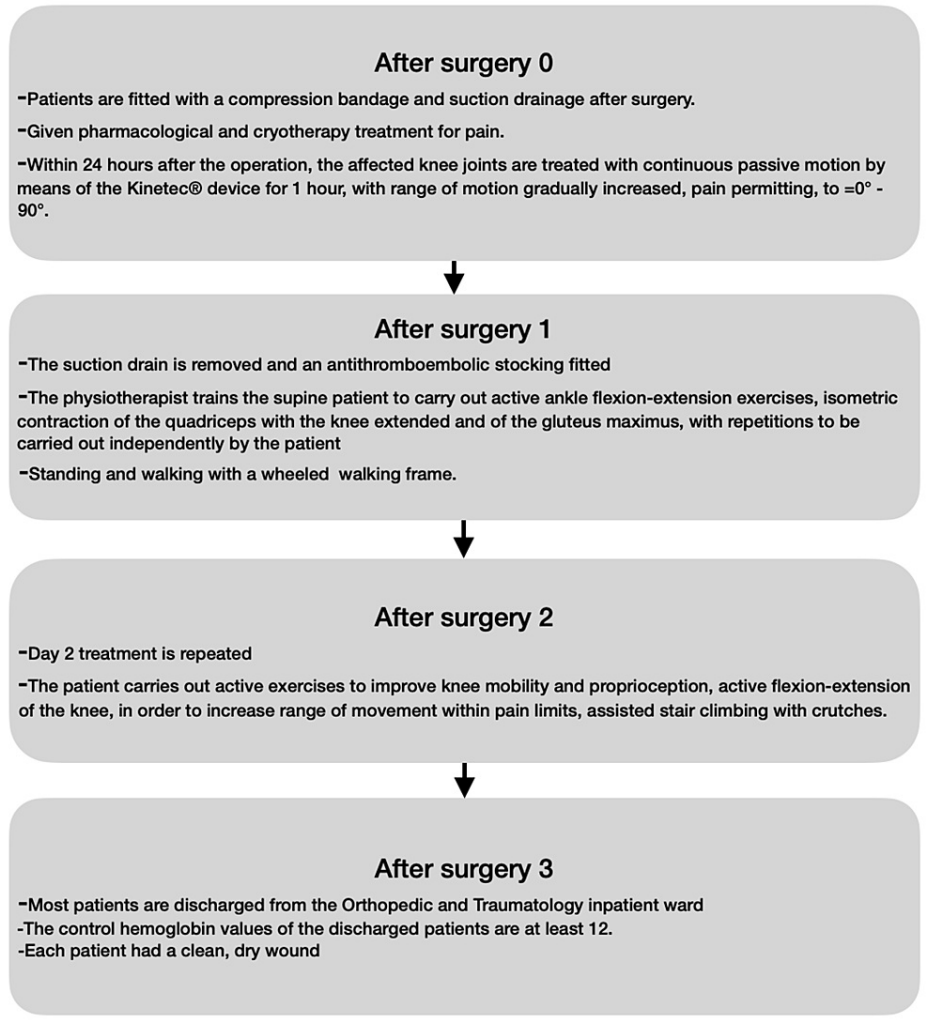 After surgery 0
-Patients are fitted with a compression bandage and suction drainage after surgery.
-Given pharmacological and cryotherapy treatment for pain.
-Within 24 hours after the operation, the affected knee joints are treated with continuous passive motion by
means of the Kinetec® device for 1 hour, with range of motion gradually increased, pain permitting, to =0° -
90°.
After surgery 1
-The suction drain is removed and an antithromboembolic stocking fitted
-The physiotherapist trains the supine patient to carry out active ankle flexion-extension exercises, isometric
contraction of the quadriceps with the knee extended and of the gluteus maximus, with repetitions to be
carried out independently by the patient
-Standing and walking with a wheeled  walking frame.
After surgery 2
-Day 2 treatment is repeated
-The patient carries out active exercises to improve knee mobility and proprioception, active flexion-extension
of the knee, in order to increase range of movement within pain limits, assisted stair climbing with crutches.
After surgery 3
-Most patients are discharged from the Orthopedic and Traumatology inpatient ward
-The control hemoglobin values of the discharged patients are at least 12.
-Each patient had a clean, dry wound